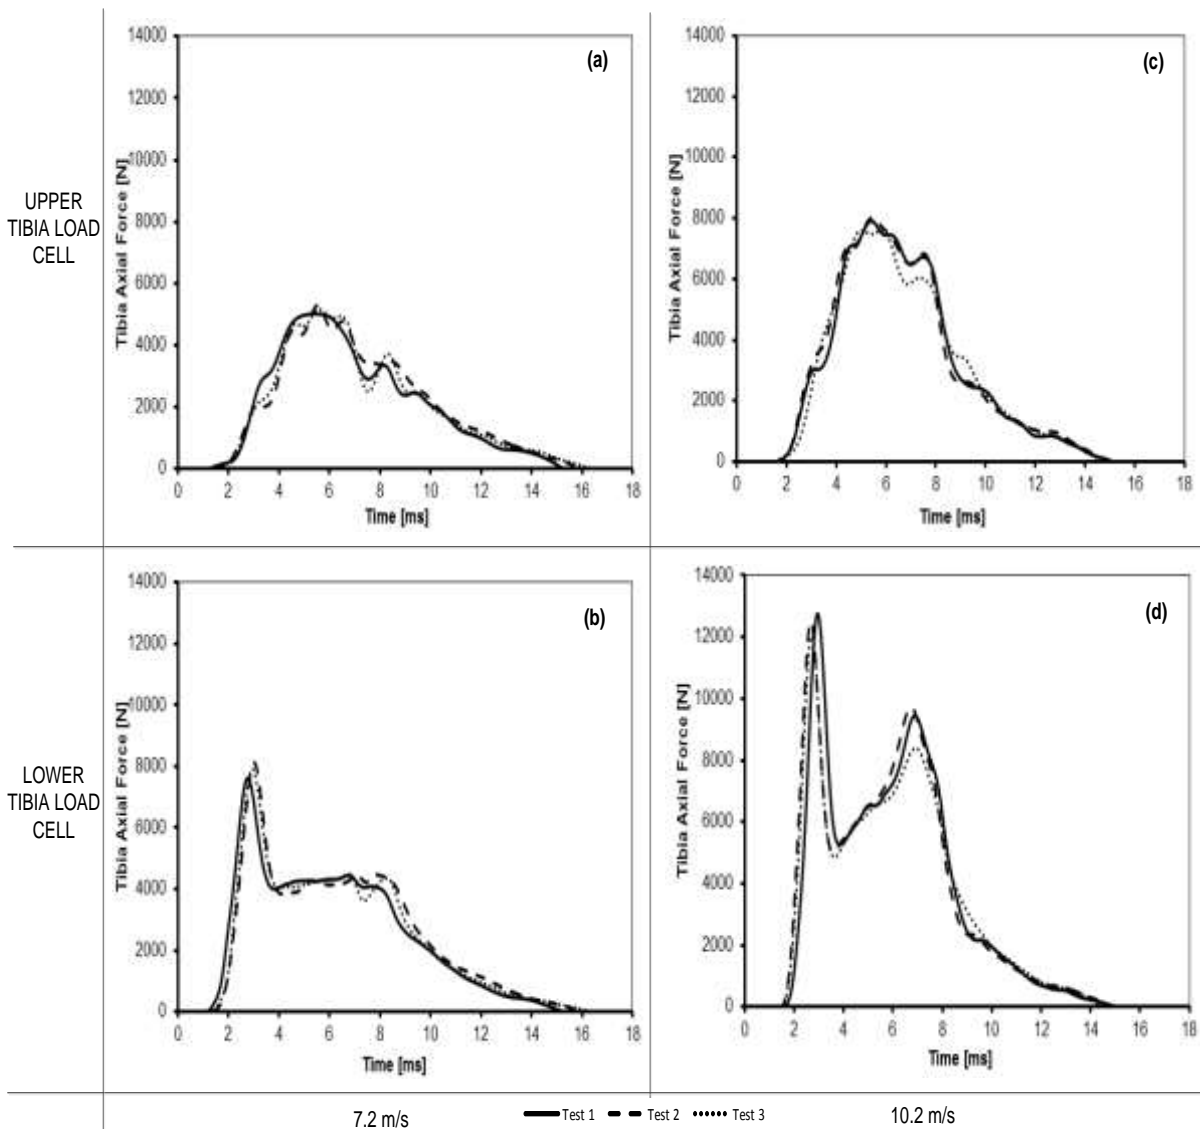 UPPER
TIBIA LOAD
CELL
(a)
Tibia Axial Force [N]
14000
12000
10000
8000
6000
4000
2000
0
0 2 4 6 8 10 12 14 16 18
Time [ms]
(c)
Tibia Axial Force [N]
14000
12000
10000
8000
6000
4000
2000
0
0 2 4 6 8 10 12 14 16 18
Time [ms]
LOWER
TIBIA LOAD
CELL
(b)
Tibia Axial Force [N]
14000
12000
10000
8000
6000
4000
2000
0
0 2 4 6 8 10 12 14 16 18
Time [ms]
(d)
Tibia Axial Force [N]
14000
12000
10000
8000
6000
4000
2000
0
0 2 4 6 8 10 12 14 16 18
Time [ms]
7.2 m/s Test 1 Test 2 Test 3 10.2 m/s